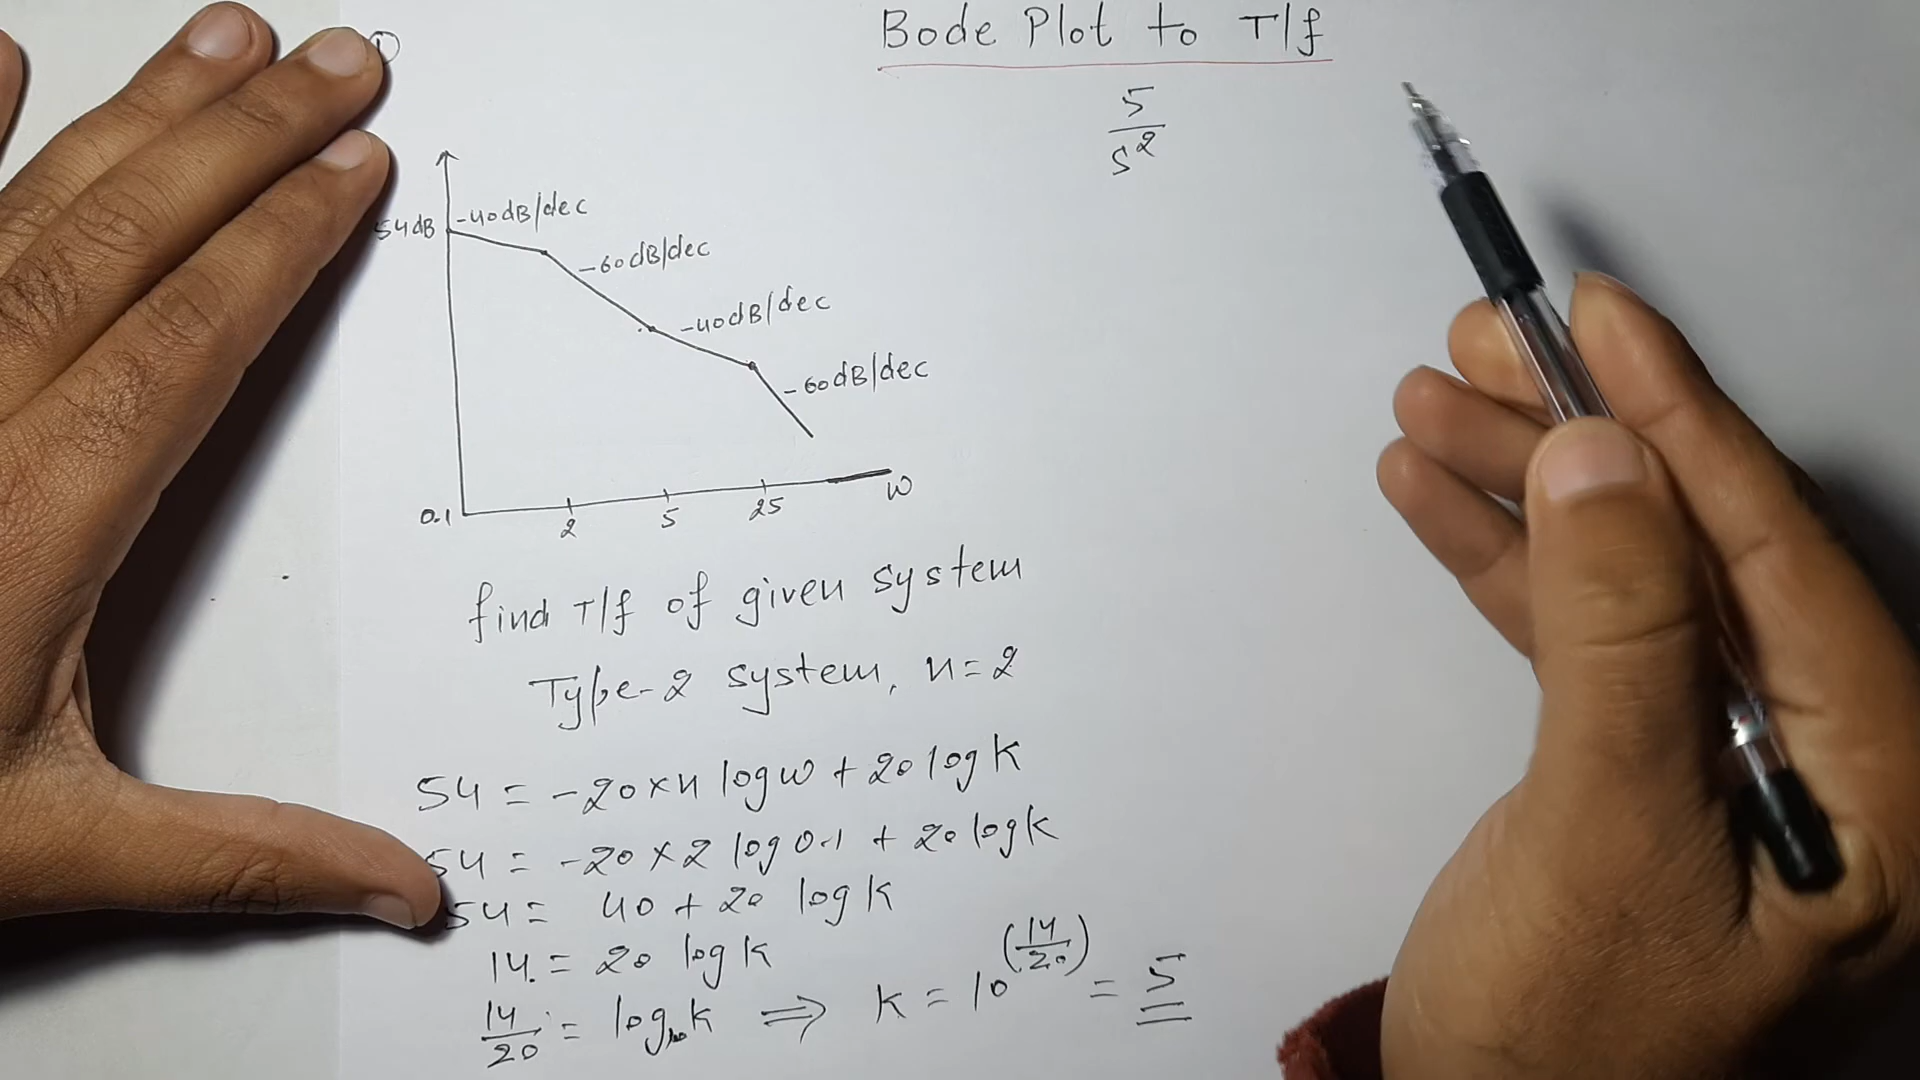 Bode Plot to T/f
①
5
s²
54dB
-40dB/dec
-60dB/dec
-40dB/dec
-60dB/dec
0.1
2
5
25
ω
find T/f of given system
Type-2 system, n=2
54 = -20×n log ω + 20 log K
54 = -20×2 log 0.1 + 20 log K
54 = 40 + 20 log K
14 = 20 log K
14/20 = log₁₀ K ⇒ K = 10^(14/20) = 5